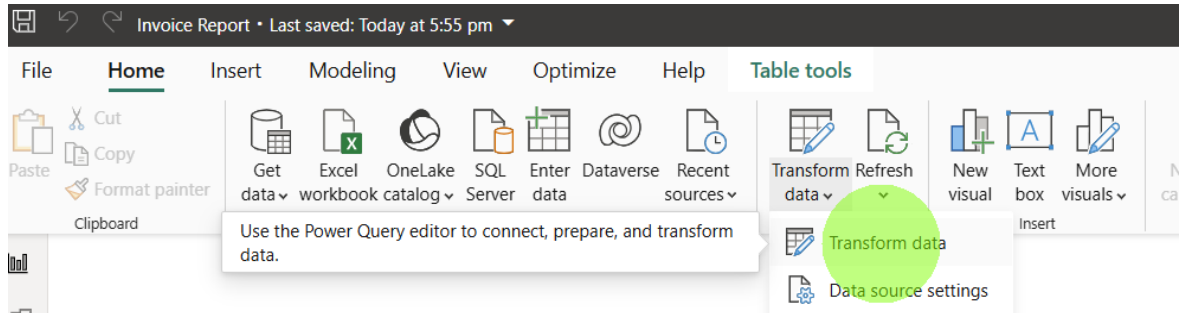 Invoice Report • Last saved: Today at 5:55 pm
File Home Insert Modeling View Optimize Help Table tools
Cut
Copy
Format painter
Paste
Clipboard
Get data
Excel workbook
OneLake catalog
SQL Server
Enter data
Dataverse
Recent sources
Transform data
Refresh
New visual
Text box
More visuals
Insert
Use the Power Query editor to connect, prepare, and transform
data.
Transform data
Data source settings